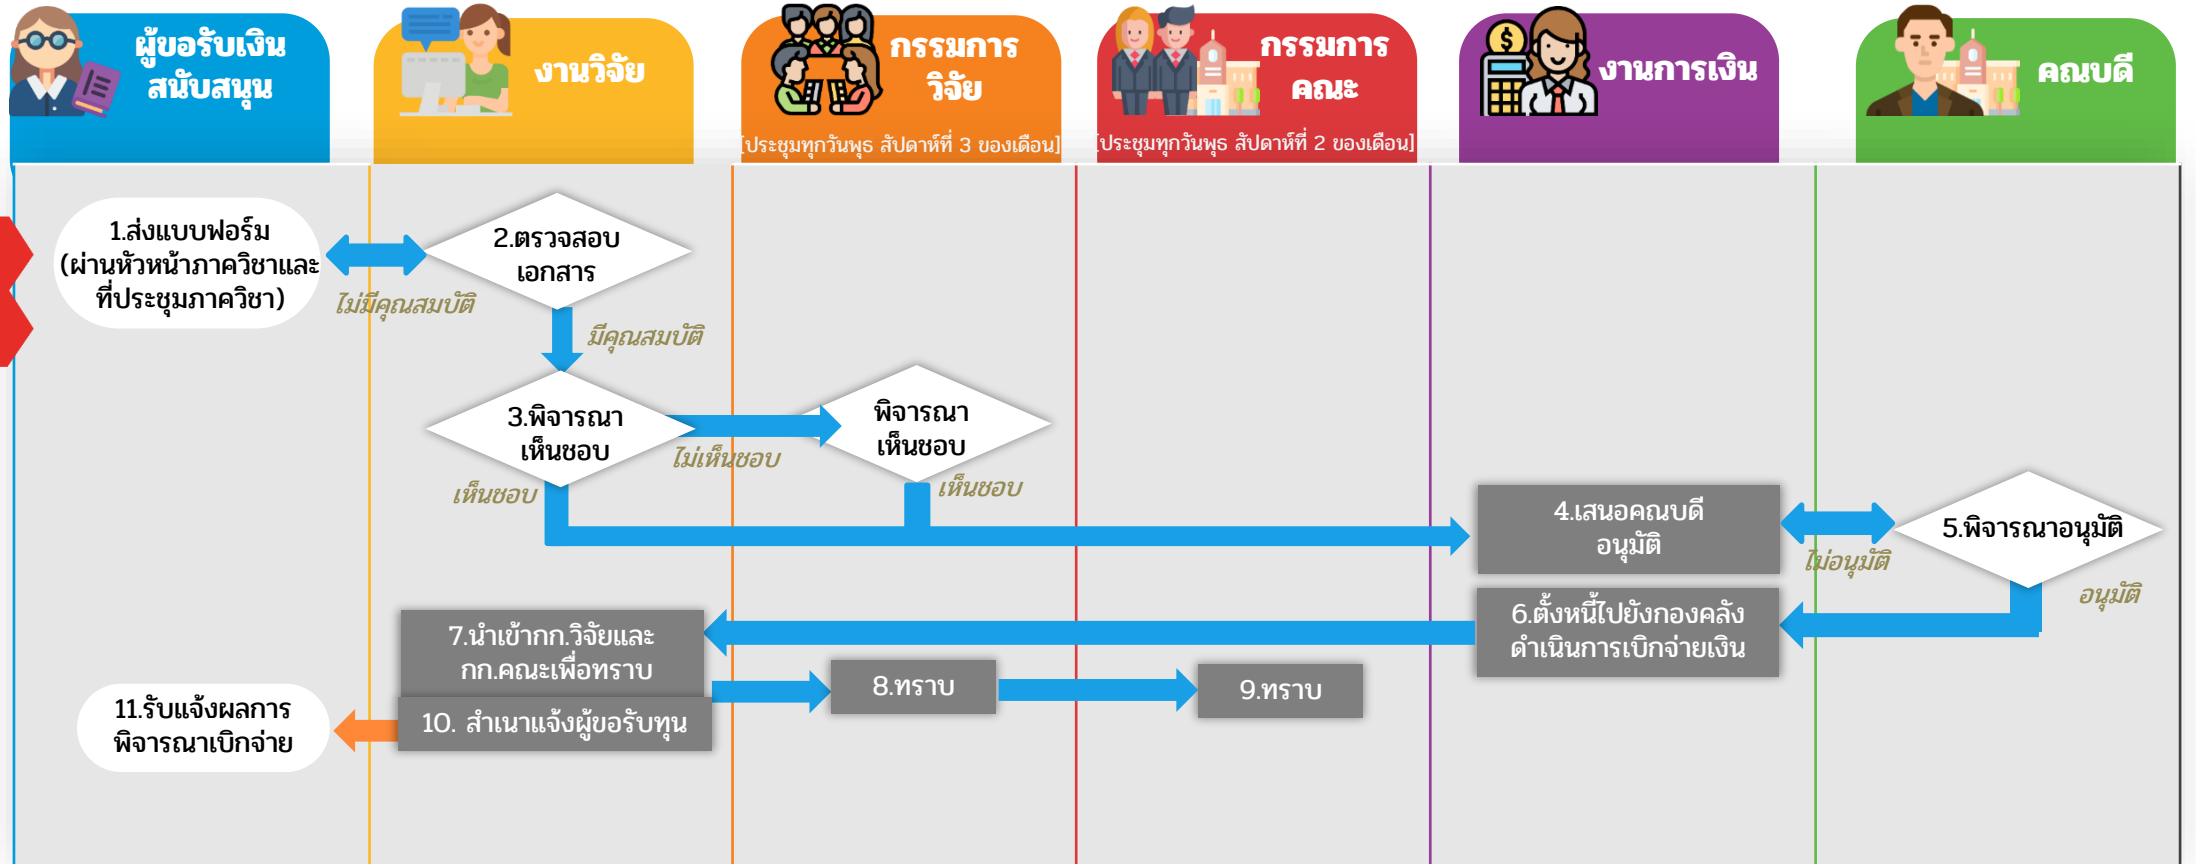 ผู้ขอรับเงิน
สนับสนุน
งานวิจัย
กรรมการ
วิจัย
[ประชุมทุกวันพุธ สัปดาห์ที่ 3 ของเดือน]
กรรมการ
คณะ
[ประชุมทุกวันพุธ สัปดาห์ที่ 2 ของเดือน]
งานการเงิน
คณบดี
1.ส่งแบบฟอร์ม
(ผ่านหัวหน้าภาควิชาและ
ที่ประชุมภาควิชา)
2.ตรวจสอบ
เอกสาร
ไม่มีคุณสมบัติ
มีคุณสมบัติ
3.พิจารณา
เห็นชอบ
ไม่เห็นชอบ
พิจารณา
เห็นชอบ
เห็นชอบ
เห็นชอบ
4.เสนอคณบดี
อนุมัติ
5.พิจารณาอนุมัติ
ไม่อนุมัติ
อนุมัติ
6.ตั้งหนี้ไปยังกองคลัง
ดำเนินการเบิกจ่ายเงิน
7.นำเข้ากก.วิจัยและ
กก.คณะเพื่อทราบ
8.ทราบ
9.ทราบ
10. สำเนาแจ้งผู้ขอรับทุน
11.รับแจ้งผลการ
พิจารณาเบิกจ่าย